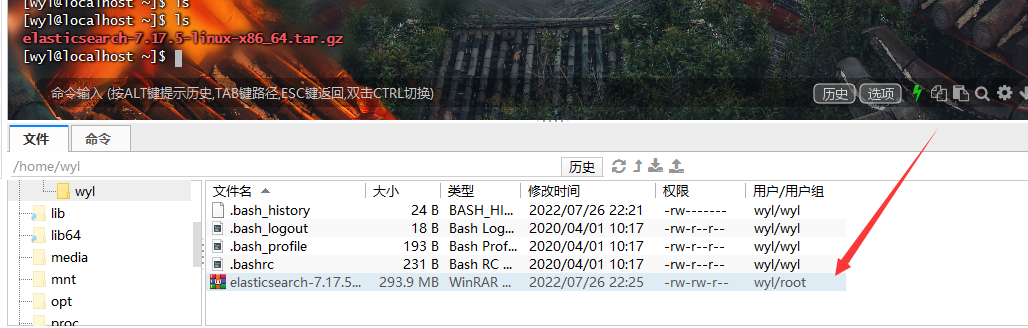 [wyl@localhost ~]$ ls
[wyl@localhost ~]$ ls
elasticsearch-7.17.5-linux-x86_64.tar.gz
[wyl@localhost ~]$
命令输入 (按ALT键提示历史,TAB键路径,ESC键返回,双击CTRL切换) 历史 选项
文件 命令
/home/wyl 历史
wyl
lib
lib64
media
mnt
opt
proc
文件名 大小 类型 修改时间 权限 用户/用户组
.bash_history 24 B BASH_HI... 2022/07/26 22:21 -rw------- wyl/wyl
.bash_logout 18 B Bash Log... 2020/04/01 10:17 -rw-r--r-- wyl/wyl
.bash_profile 193 B Bash Prof... 2020/04/01 10:17 -rw-r--r-- wyl/wyl
.bashrc 231 B Bash RC ... 2020/04/01 10:17 -rw-r--r-- wyl/wyl
elasticsearch-7.17.5... 293.9 MB WinRAR ... 2022/07/26 22:25 -rw-rw-r-- wyl/root